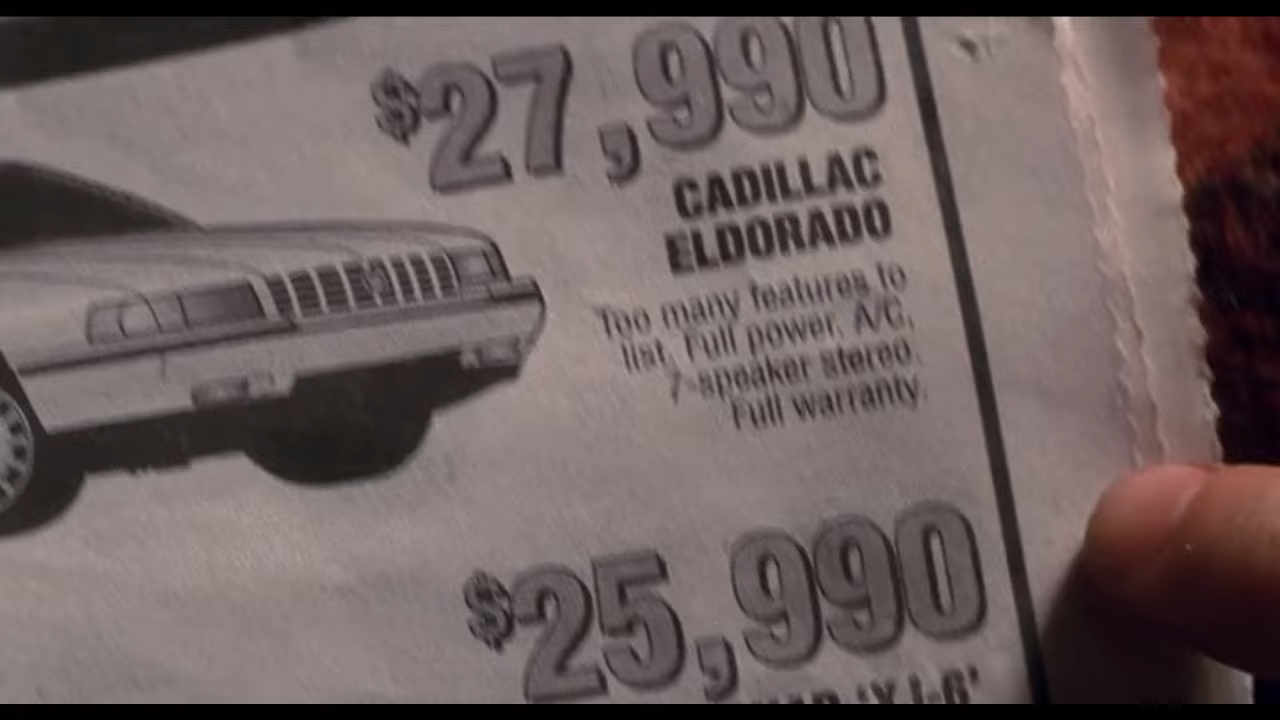 $27,990
CADILLAC
ELDORADO
Too many features to
list. Full power, A/C,
7-speaker stereo.
Full warranty.
$25,990